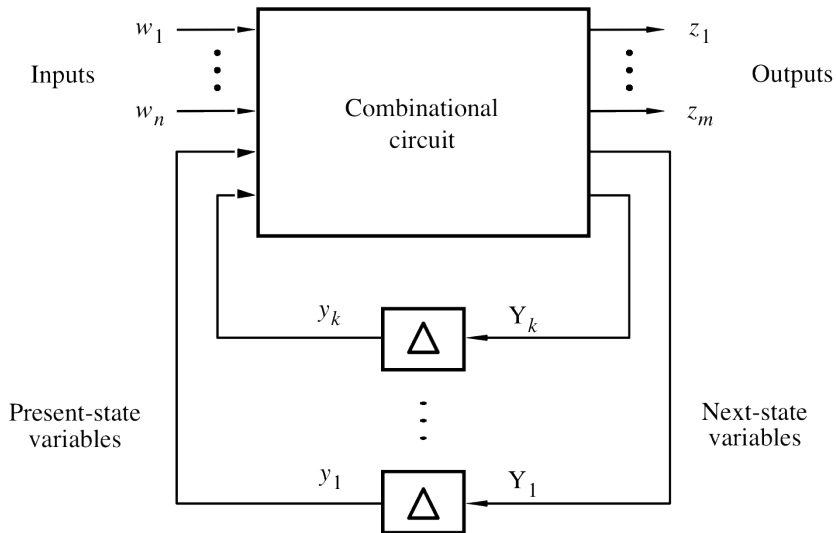 w1
Inputs
wn
Combinational
circuit
z1
Outputs
zm
yk
Δ
Yk
Present-state
variables
Next-state
variables
y1
Δ
Y1